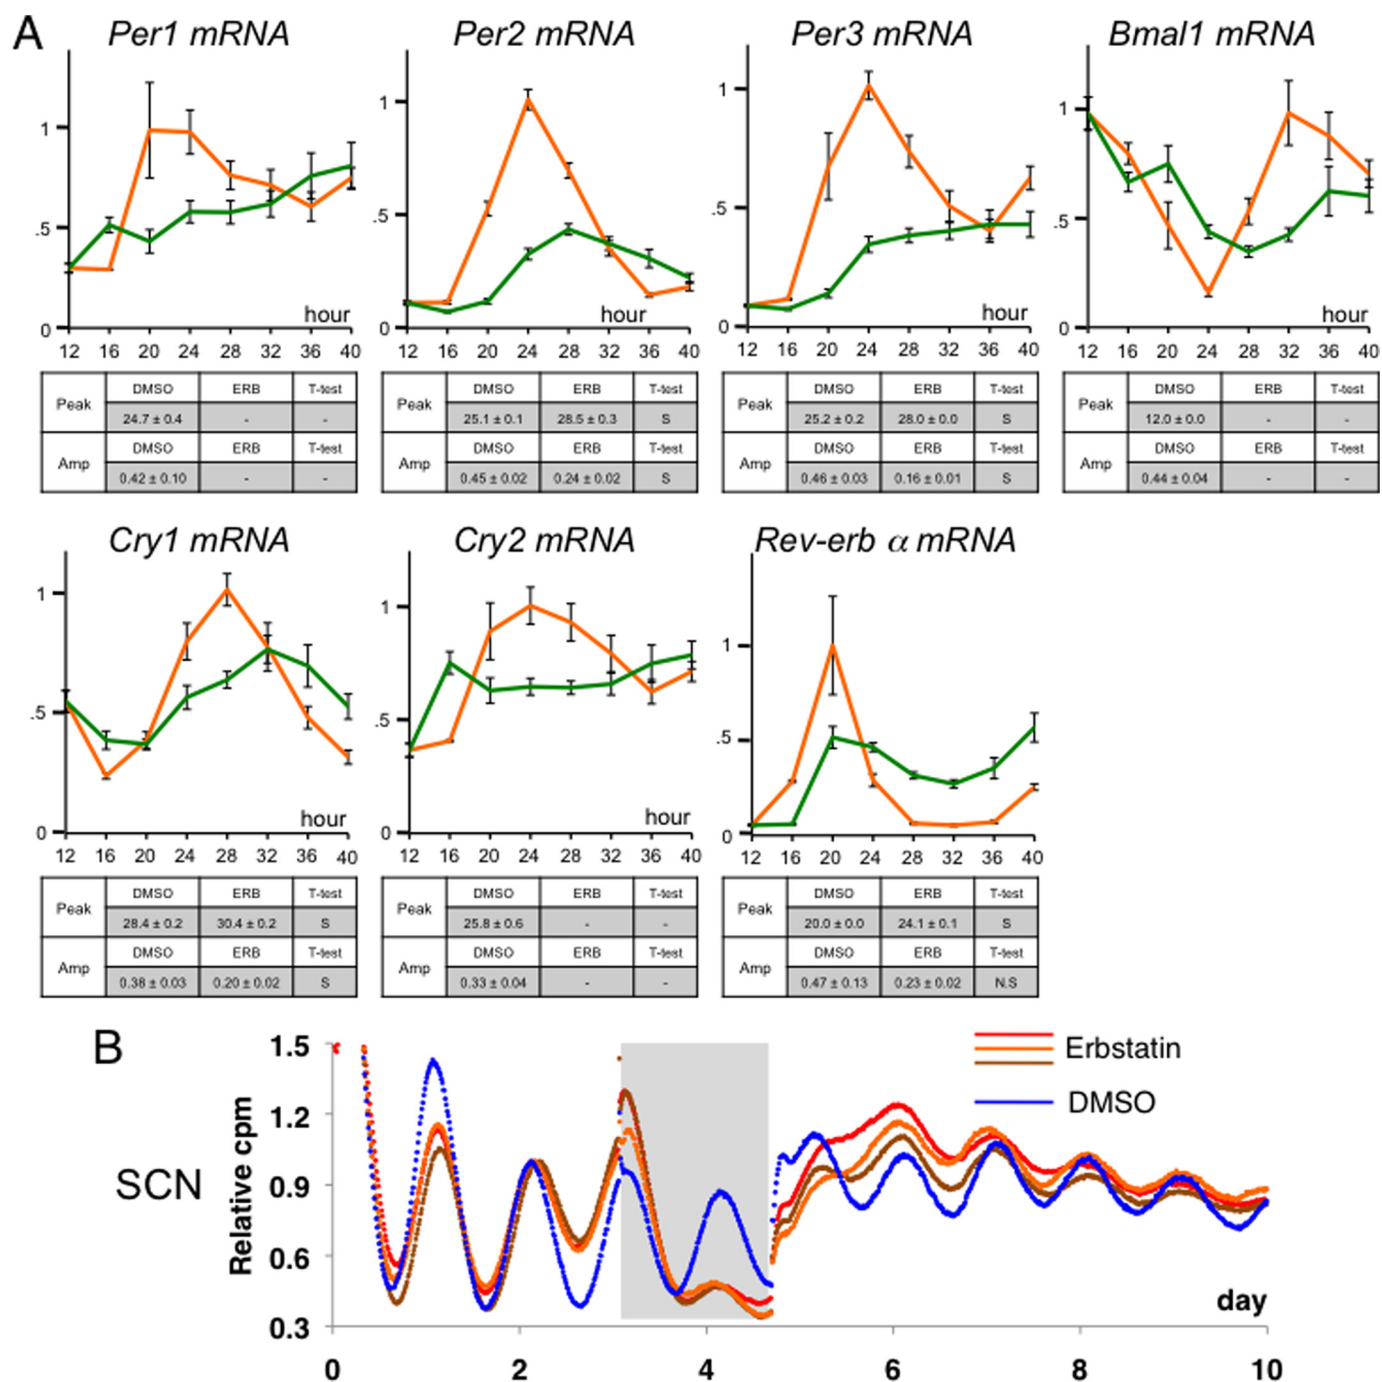 A
Per1 mRNA
Per2 mRNA
Per3 mRNA
Bmal1 mRNA
1
.5
0
hour
12 16 20 24 28 32 36 40
1
.5
0
hour
12 16 20 24 28 32 36 40
1
.5
0
hour
12 16 20 24 28 32 36 40
1
.5
0
hour
12 16 20 24 28 32 36 40
Peak DMSO ERB T-test
24.7 ± 0.4 - -
Amp DMSO ERB T-test
0.42 ± 0.10 - -
Peak DMSO ERB T-test
25.1 ± 0.1 28.5 ± 0.3 S
Amp DMSO ERB T-test
0.45 ± 0.02 0.24 ± 0.02 S
Peak DMSO ERB T-test
25.2 ± 0.2 28.0 ± 0.0 S
Amp DMSO ERB T-test
0.46 ± 0.03 0.16 ± 0.01 S
Peak DMSO ERB T-test
12.0 ± 0.0 - -
Amp DMSO ERB T-test
0.44 ± 0.04 - -
Cry1 mRNA
Cry2 mRNA
Rev-erb α mRNA
1
.5
0
hour
12 16 20 24 28 32 36 40
1
.5
0
hour
12 16 20 24 28 32 36 40
1
.5
0
12 16 20 24 28 32 36 40
Peak DMSO ERB T-test
28.4 ± 0.2 30.4 ± 0.2 S
Amp DMSO ERB T-test
0.38 ± 0.03 0.20 ± 0.02 S
Peak DMSO ERB T-test
25.8 ± 0.6 - -
Amp DMSO ERB T-test
0.33 ± 0.04 - -
Peak DMSO ERB T-test
20.0 ± 0.0 24.1 ± 0.1 S
Amp DMSO ERB T-test
0.47 ± 0.13 0.23 ± 0.02 N.S
B
SCN
Relative cpm
1.5
1.2
0.9
0.6
0.3
Erbstatin
DMSO
day
0 2 4 6 8 10